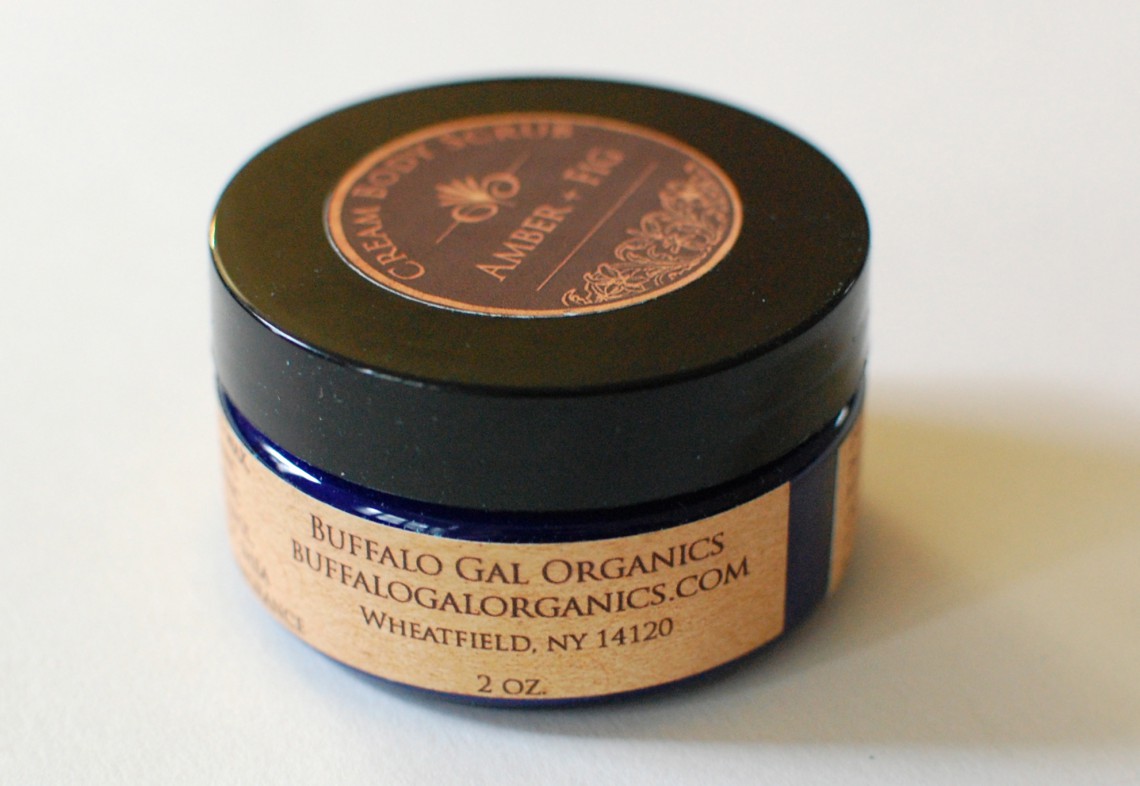 CREAM BODY SCRUB
AMBER + FIG
BUFFALO GAL ORGANICS
BUFFALOGALORGANICS.COM
WHEATFIELD, NY 14120
2 OZ.